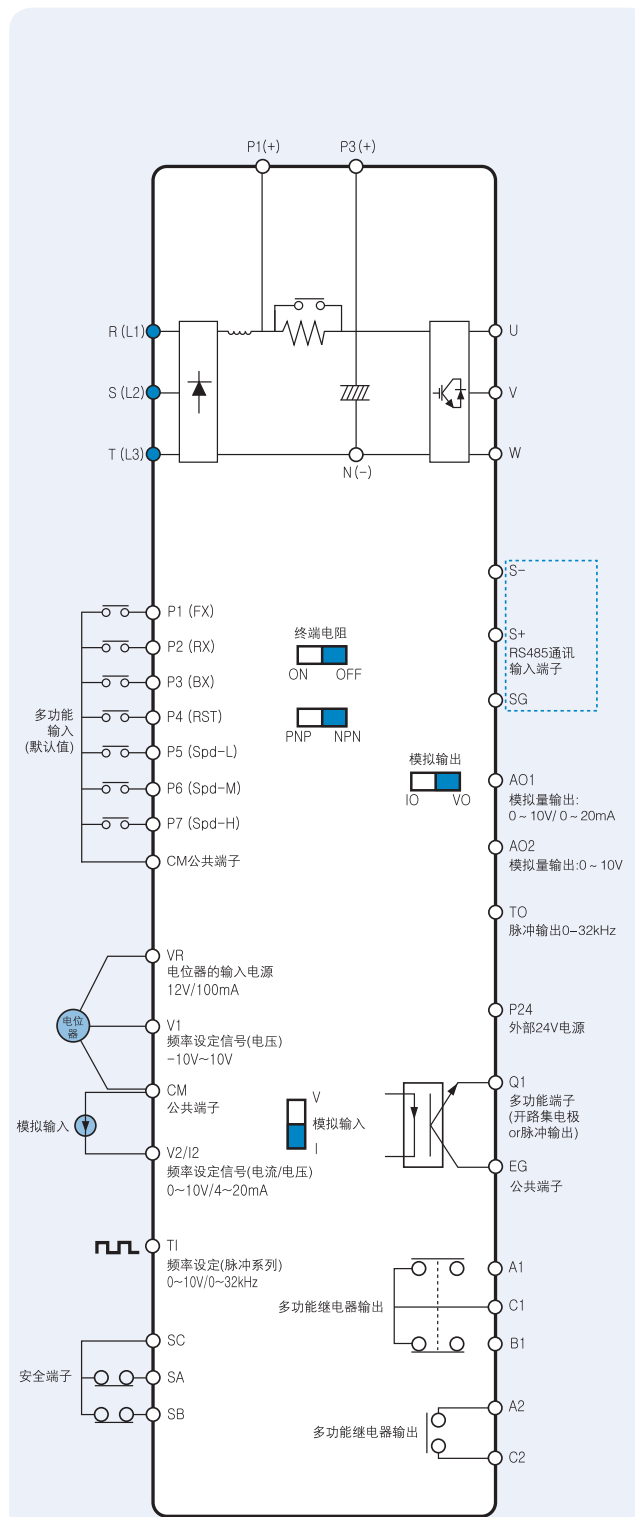 P1(+)
P3(+)
R (L1)
S (L2)
T (L3)
U
V
W
N(-)
S-
S+
RS485通讯
输入端子
SG
多功能
输入
(默认值)
P1 (FX)
P2 (RX)
P3 (BX)
P4 (RST)
P5 (Spd-L)
P6 (Spd-M)
P7 (Spd-H)
CM公共端子
终端电阻
ON OFF
PNP NPN
模拟输出
IO VO
AO1
模拟量输出:
0~10V/ 0~20mA
AO2
模拟量输出:0~10V
TO
脉冲输出0-32kHz
P24
外部24V电源
电位
器
VR
电位器的输入电源
12V/100mA
V1
频率设定信号(电压)
-10V~10V
CM
公共端子
模拟输入
V2/I2
频率设定信号(电流/电压)
0~10V/4~20mA
V
模拟输入
I
Q1
多功能端子
(开路集电极
or脉冲输出)
EG
公共端子
TI
频率设定(脉冲系列)
0~10V/0~32kHz
多功能继电器输出
A1
C1
B1
安全端子
SC
SA
SB
多功能继电器输出
A2
C2